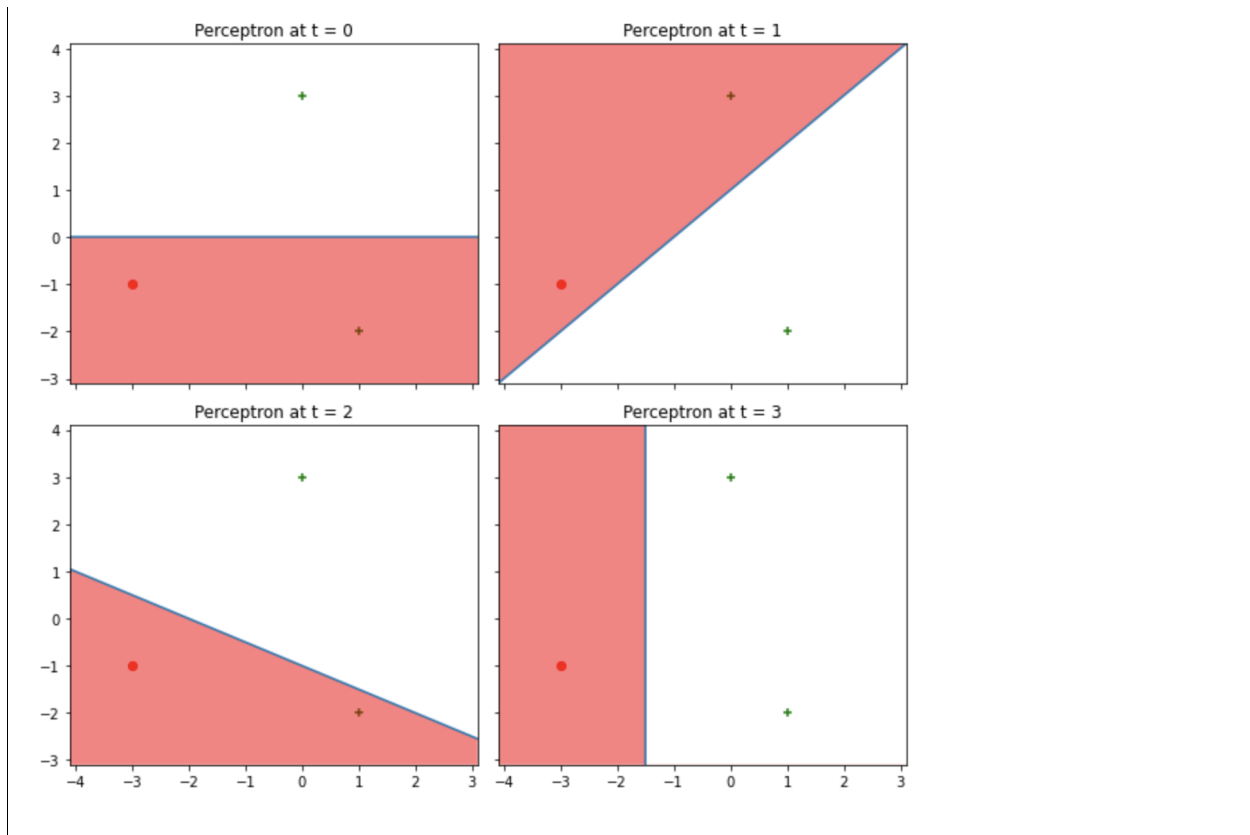 Perceptron at t = 0
Perceptron at t = 1
4
3
2
1
0
−1
−2
−3
Perceptron at t = 2
Perceptron at t = 3
4
3
2
1
0
−1
−2
−3
−4 −3 −2 −1 0 1 2 3
−4 −3 −2 −1 0 1 2 3